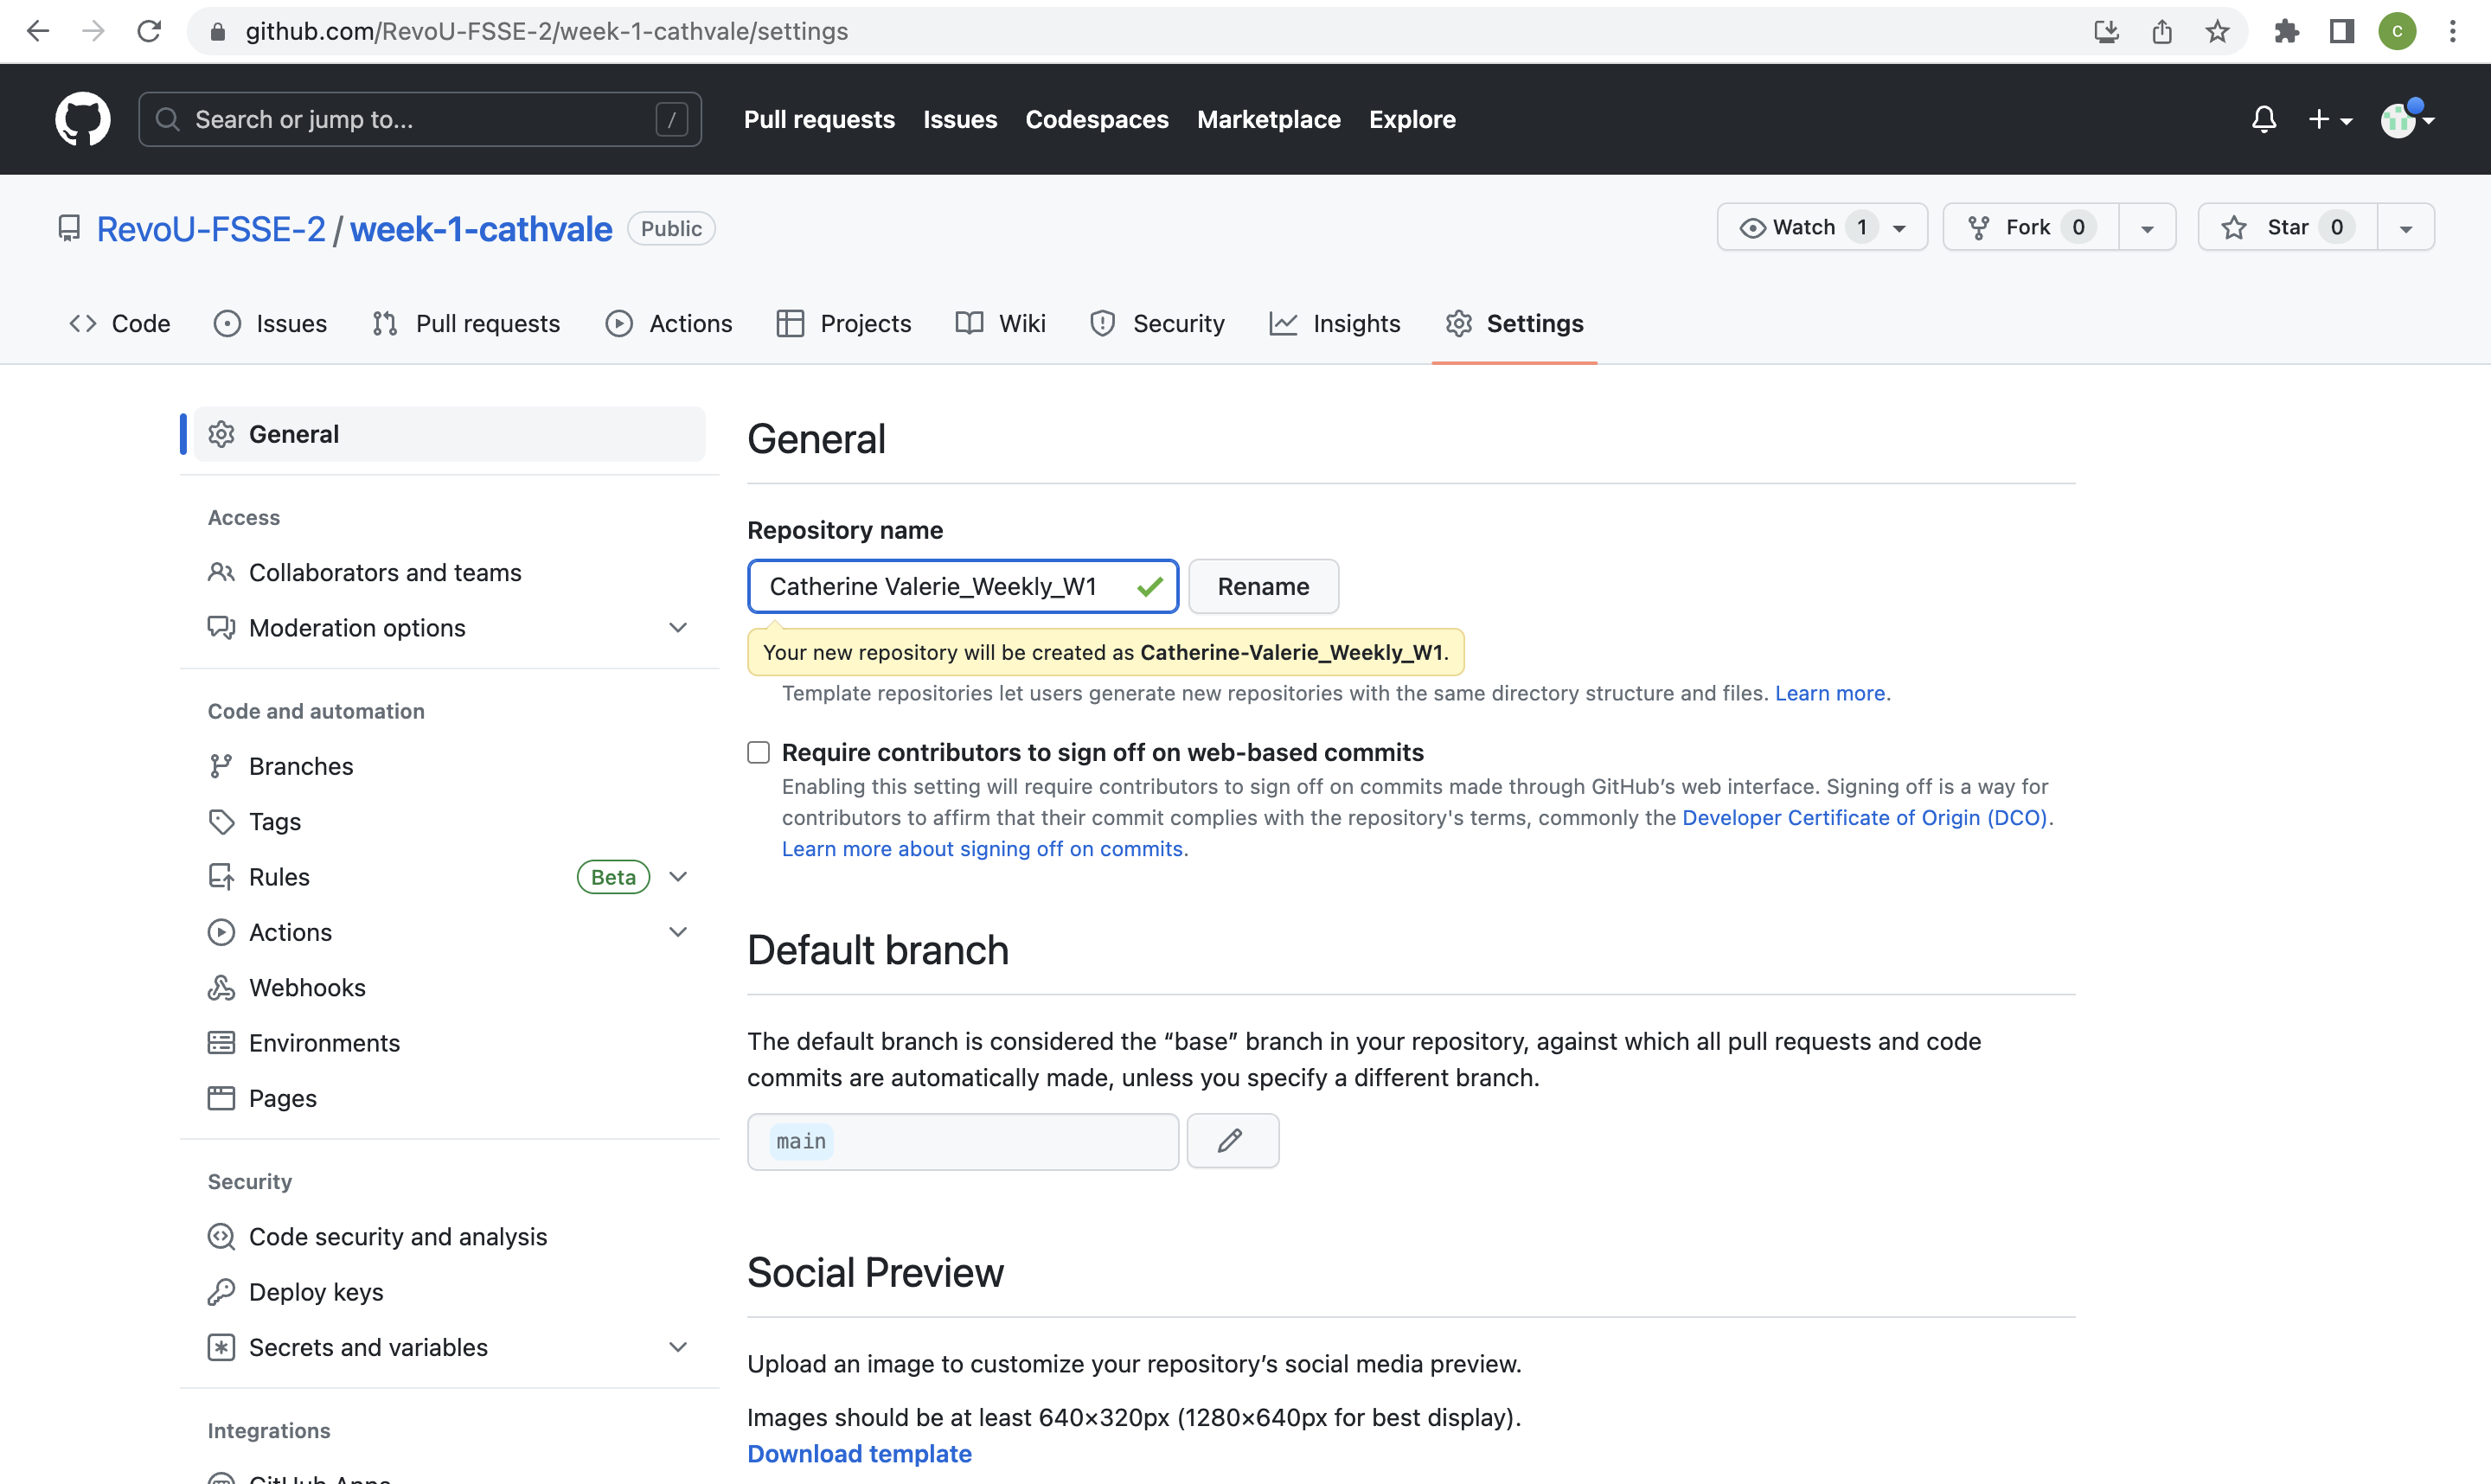 github.com/RevoU-FSSE-2/week-1-cathvale/settings
C
Search or jump to...
/
Pull requests
Issues
Codespaces
Marketplace
Explore
RevoU-FSSE-2 / week-1-cathvale
Public
Watch 1
Fork 0
Star 0
Code
Issues
Pull requests
Actions
Projects
Wiki
Security
Insights
Settings
General
Access
Collaborators and teams
Moderation options
Code and automation
Branches
Tags
Rules
Beta
Actions
Webhooks
Environments
Pages
Security
Code security and analysis
Deploy keys
Secrets and variables
Integrations
GitHub Apps
General
Repository name
Catherine Valerie_Weekly_W1
Rename
Your new repository will be created as Catherine-Valerie_Weekly_W1.
Template repositories let users generate new repositories with the same directory structure and files. Learn more.
Require contributors to sign off on web-based commits
Enabling this setting will require contributors to sign off on commits made through GitHub’s web interface. Signing off is a way for
contributors to affirm that their commit complies with the repository's terms, commonly the Developer Certificate of Origin (DCO).
Learn more about signing off on commits.
Default branch
The default branch is considered the “base” branch in your repository, against which all pull requests and code
commits are automatically made, unless you specify a different branch.
main
Social Preview
Upload an image to customize your repository’s social media preview.
Images should be at least 640×320px (1280×640px for best display).
Download template